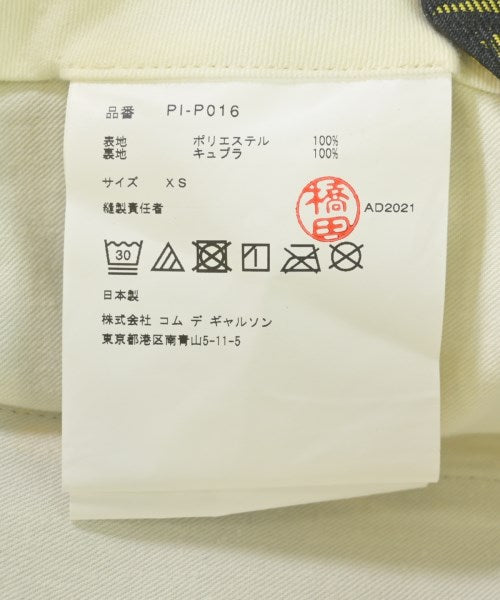 品番 PI-P016
表地 ポリエステル 100%
裏地 キュプラ 100%
サイズ XS
縫製責任者 橋田 AD2021
30
日本製
株式会社 コム デ ギャルソン
東京都港区南青山5-11-5